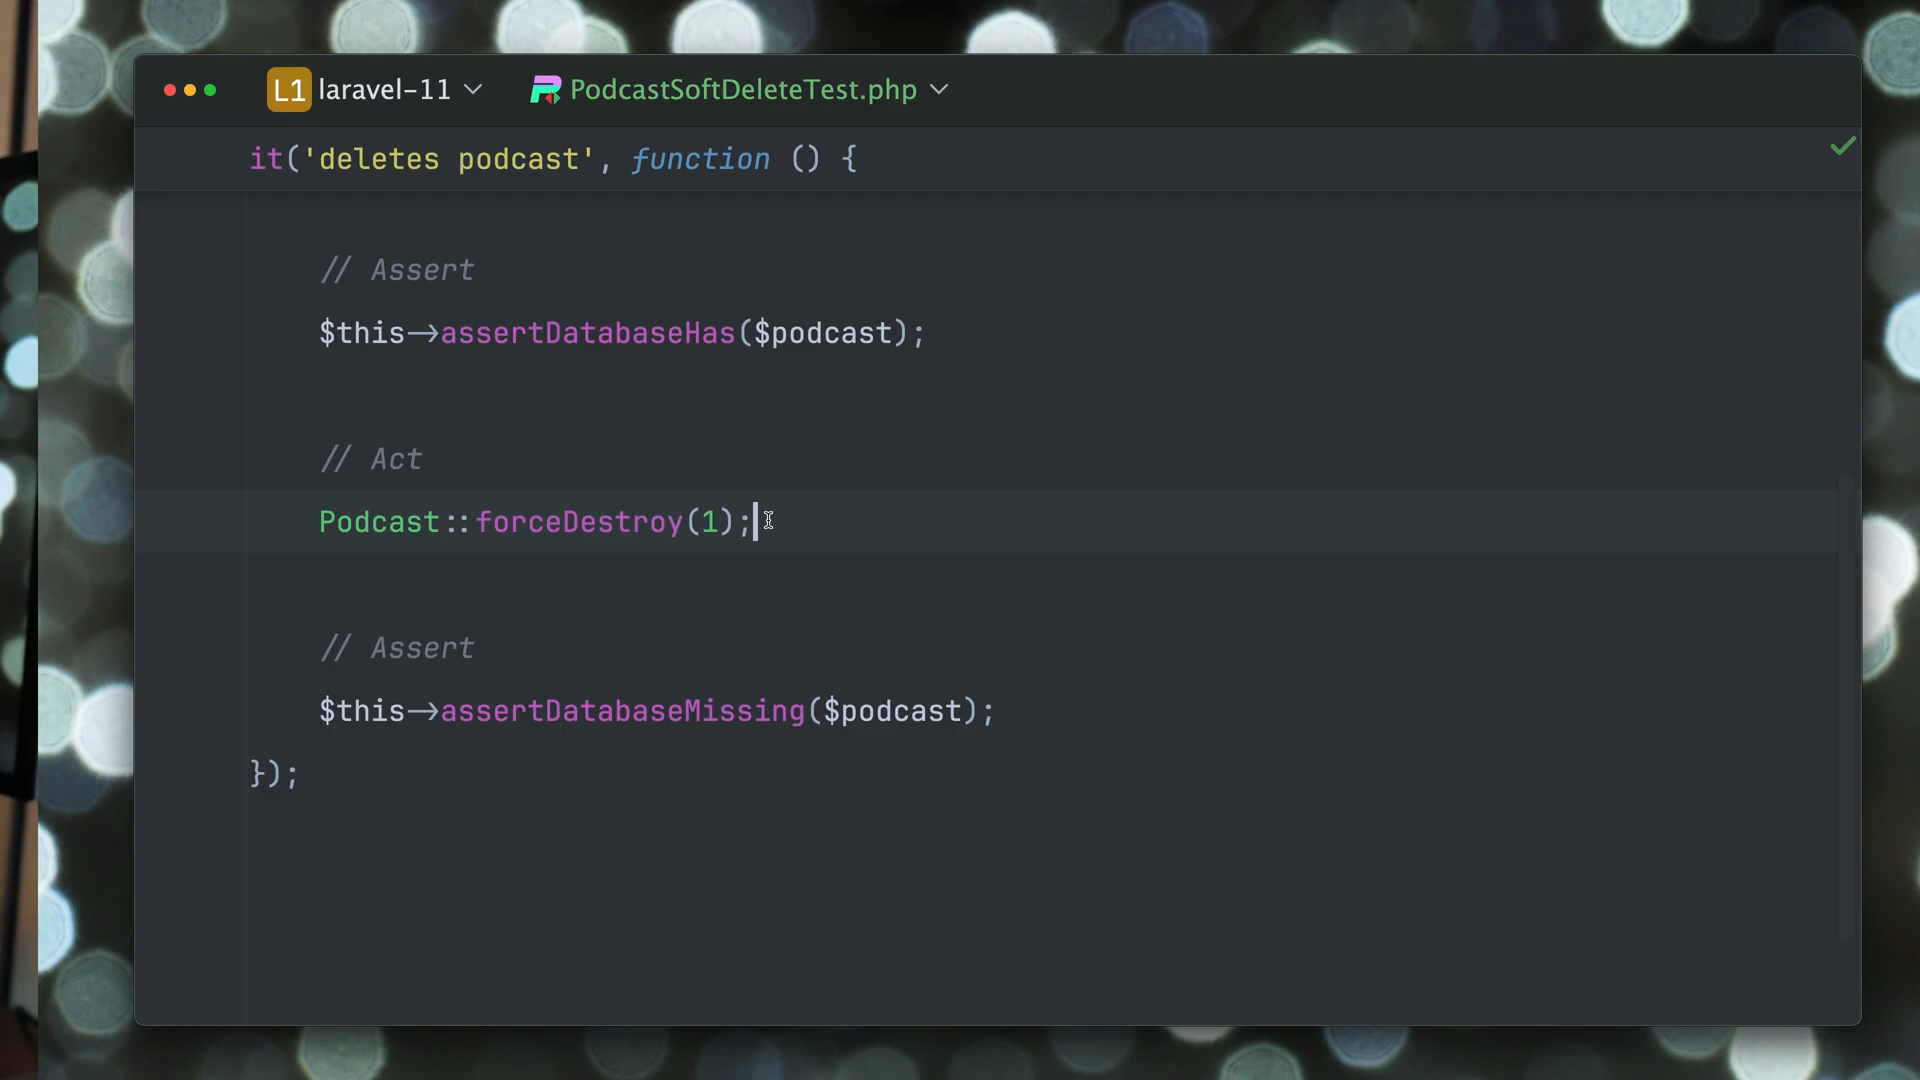 L1 laravel-11 PodcastSoftDeleteTest.php
it('deletes podcast', function () {
// Assert
$this->assertDatabaseHas($podcast);
// Act
Podcast::forceDestroy(1);
// Assert
$this->assertDatabaseMissing($podcast);
});